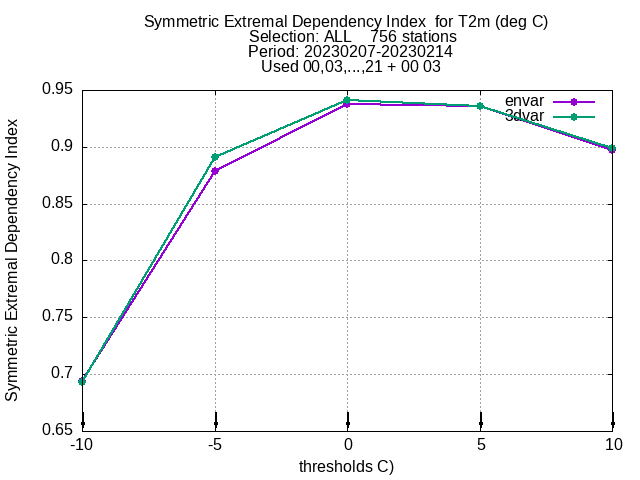 Symmetric Extremal Dependency Index  for T2m (deg C)
Selection: ALL    756 stations
Period: 20230207-20230214
Used 00,03,...,21 + 00 03
Symmetric Extremal Dependency Index
0.95
0.9
0.85
0.8
0.75
0.7
0.65
envar
3dvar
-10
-5
0
5
10
thresholds C)